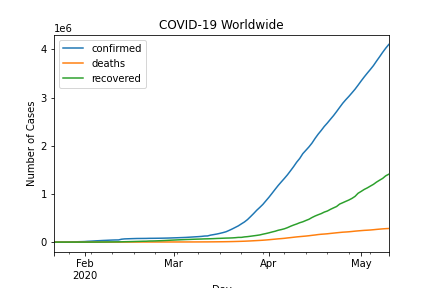 COVID-19 Worldwide
1e6
confirmed
deaths
recovered
4
3
2
1
0
Number of Cases
Feb Mar Apr May
2020